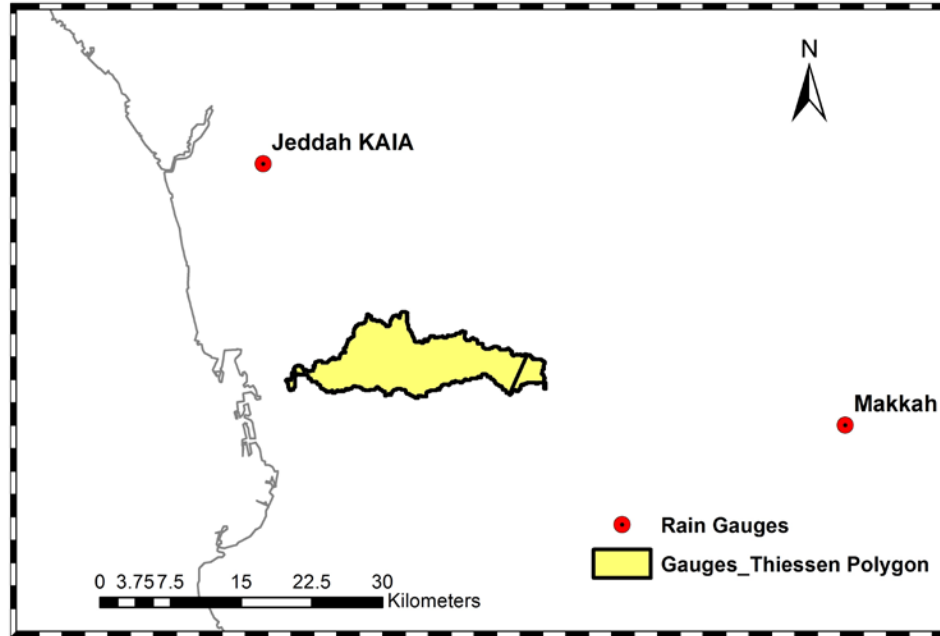 N
Jeddah KAIA
Makkah
Rain Gauges
Gauges_Thiessen Polygon
0 3.757.5 15 22.5 30
Kilometers